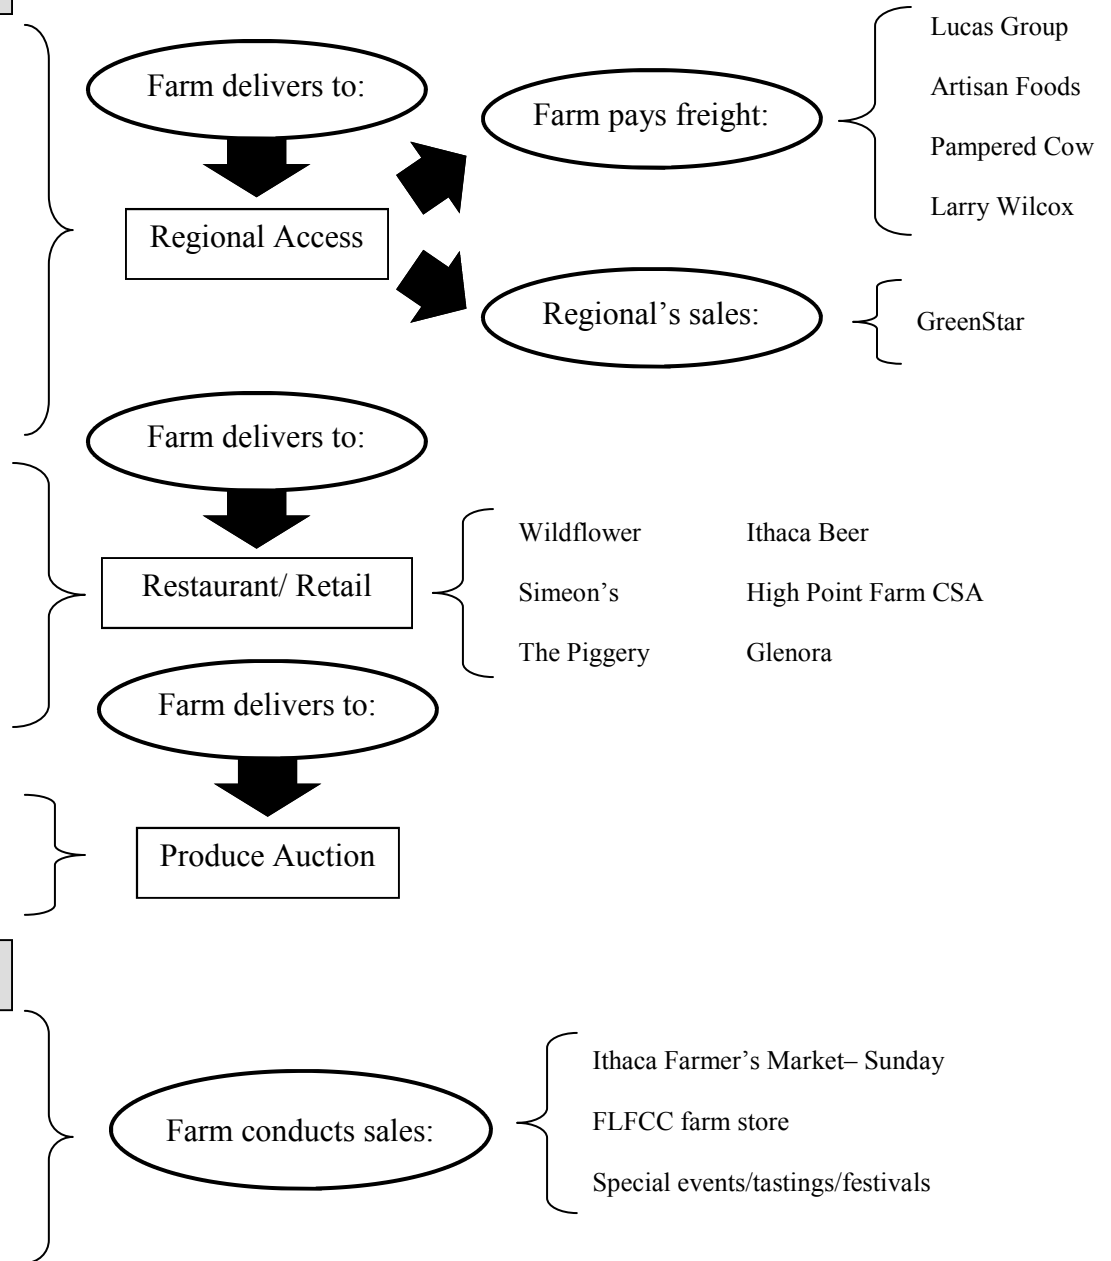 Farm delivers to:
Regional Access
Farm pays freight:
Lucas Group
Artisan Foods
Pampered Cow
Larry Wilcox
Regional’s sales:
GreenStar
Farm delivers to:
Restaurant/ Retail
Wildflower
Simeon’s
The Piggery
Ithaca Beer
High Point Farm CSA
Glenora
Farm delivers to:
Produce Auction
Farm conducts sales:
Ithaca Farmer’s Market– Sunday
FLFCC farm store
Special events/tastings/festivals